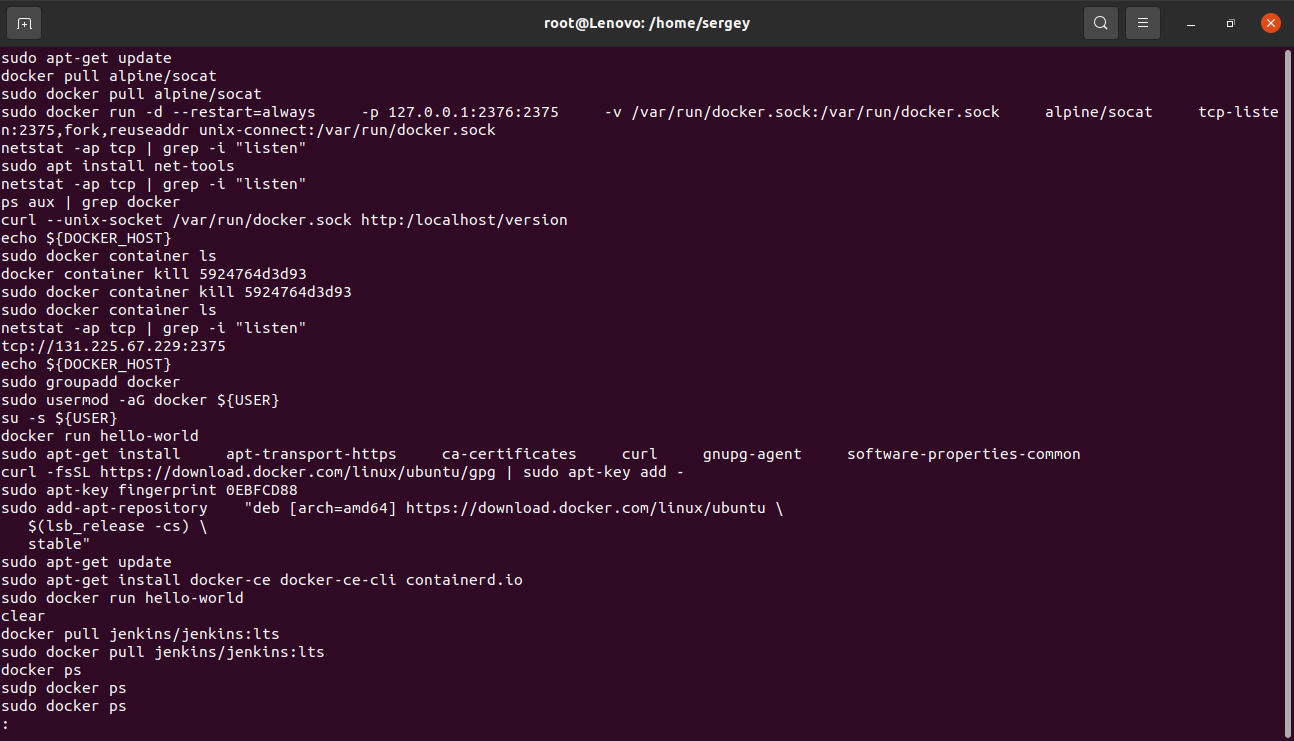 root@Lenovo: /home/sergey
sudo apt-get update
docker pull alpine/socat
sudo docker pull alpine/socat
sudo docker run -d --restart=always     -p 127.0.0.1:2376:2375     -v /var/run/docker.sock:/var/run/docker.sock     alpine/socat     tcp-liste
n:2375,fork,reuseaddr unix-connect:/var/run/docker.sock
netstat -ap tcp | grep -i "listen"
sudo apt install net-tools
netstat -ap tcp | grep -i "listen"
ps aux | grep docker
curl --unix-socket /var/run/docker.sock http:/localhost/version
echo ${DOCKER_HOST}
sudo docker container ls
docker container kill 5924764d3d93
sudo docker container kill 5924764d3d93
sudo docker container ls
netstat -ap tcp | grep -i "listen"
tcp://131.225.67.229:2375
echo ${DOCKER_HOST}
sudo groupadd docker
sudo usermod -aG docker ${USER}
su -s ${USER}
docker run hello-world
sudo apt-get install     apt-transport-https     ca-certificates     curl     gnupg-agent     software-properties-common
curl -fsSL https://download.docker.com/linux/ubuntu/gpg | sudo apt-key add -
sudo apt-key fingerprint 0EBFCD88
sudo add-apt-repository    "deb [arch=amd64] https://download.docker.com/linux/ubuntu \
   $(lsb_release -cs) \
   stable"
sudo apt-get update
sudo apt-get install docker-ce docker-ce-cli containerd.io
sudo docker run hello-world
clear
docker pull jenkins/jenkins:lts
sudo docker pull jenkins/jenkins:lts
docker ps
sudp docker ps
sudo docker ps
: